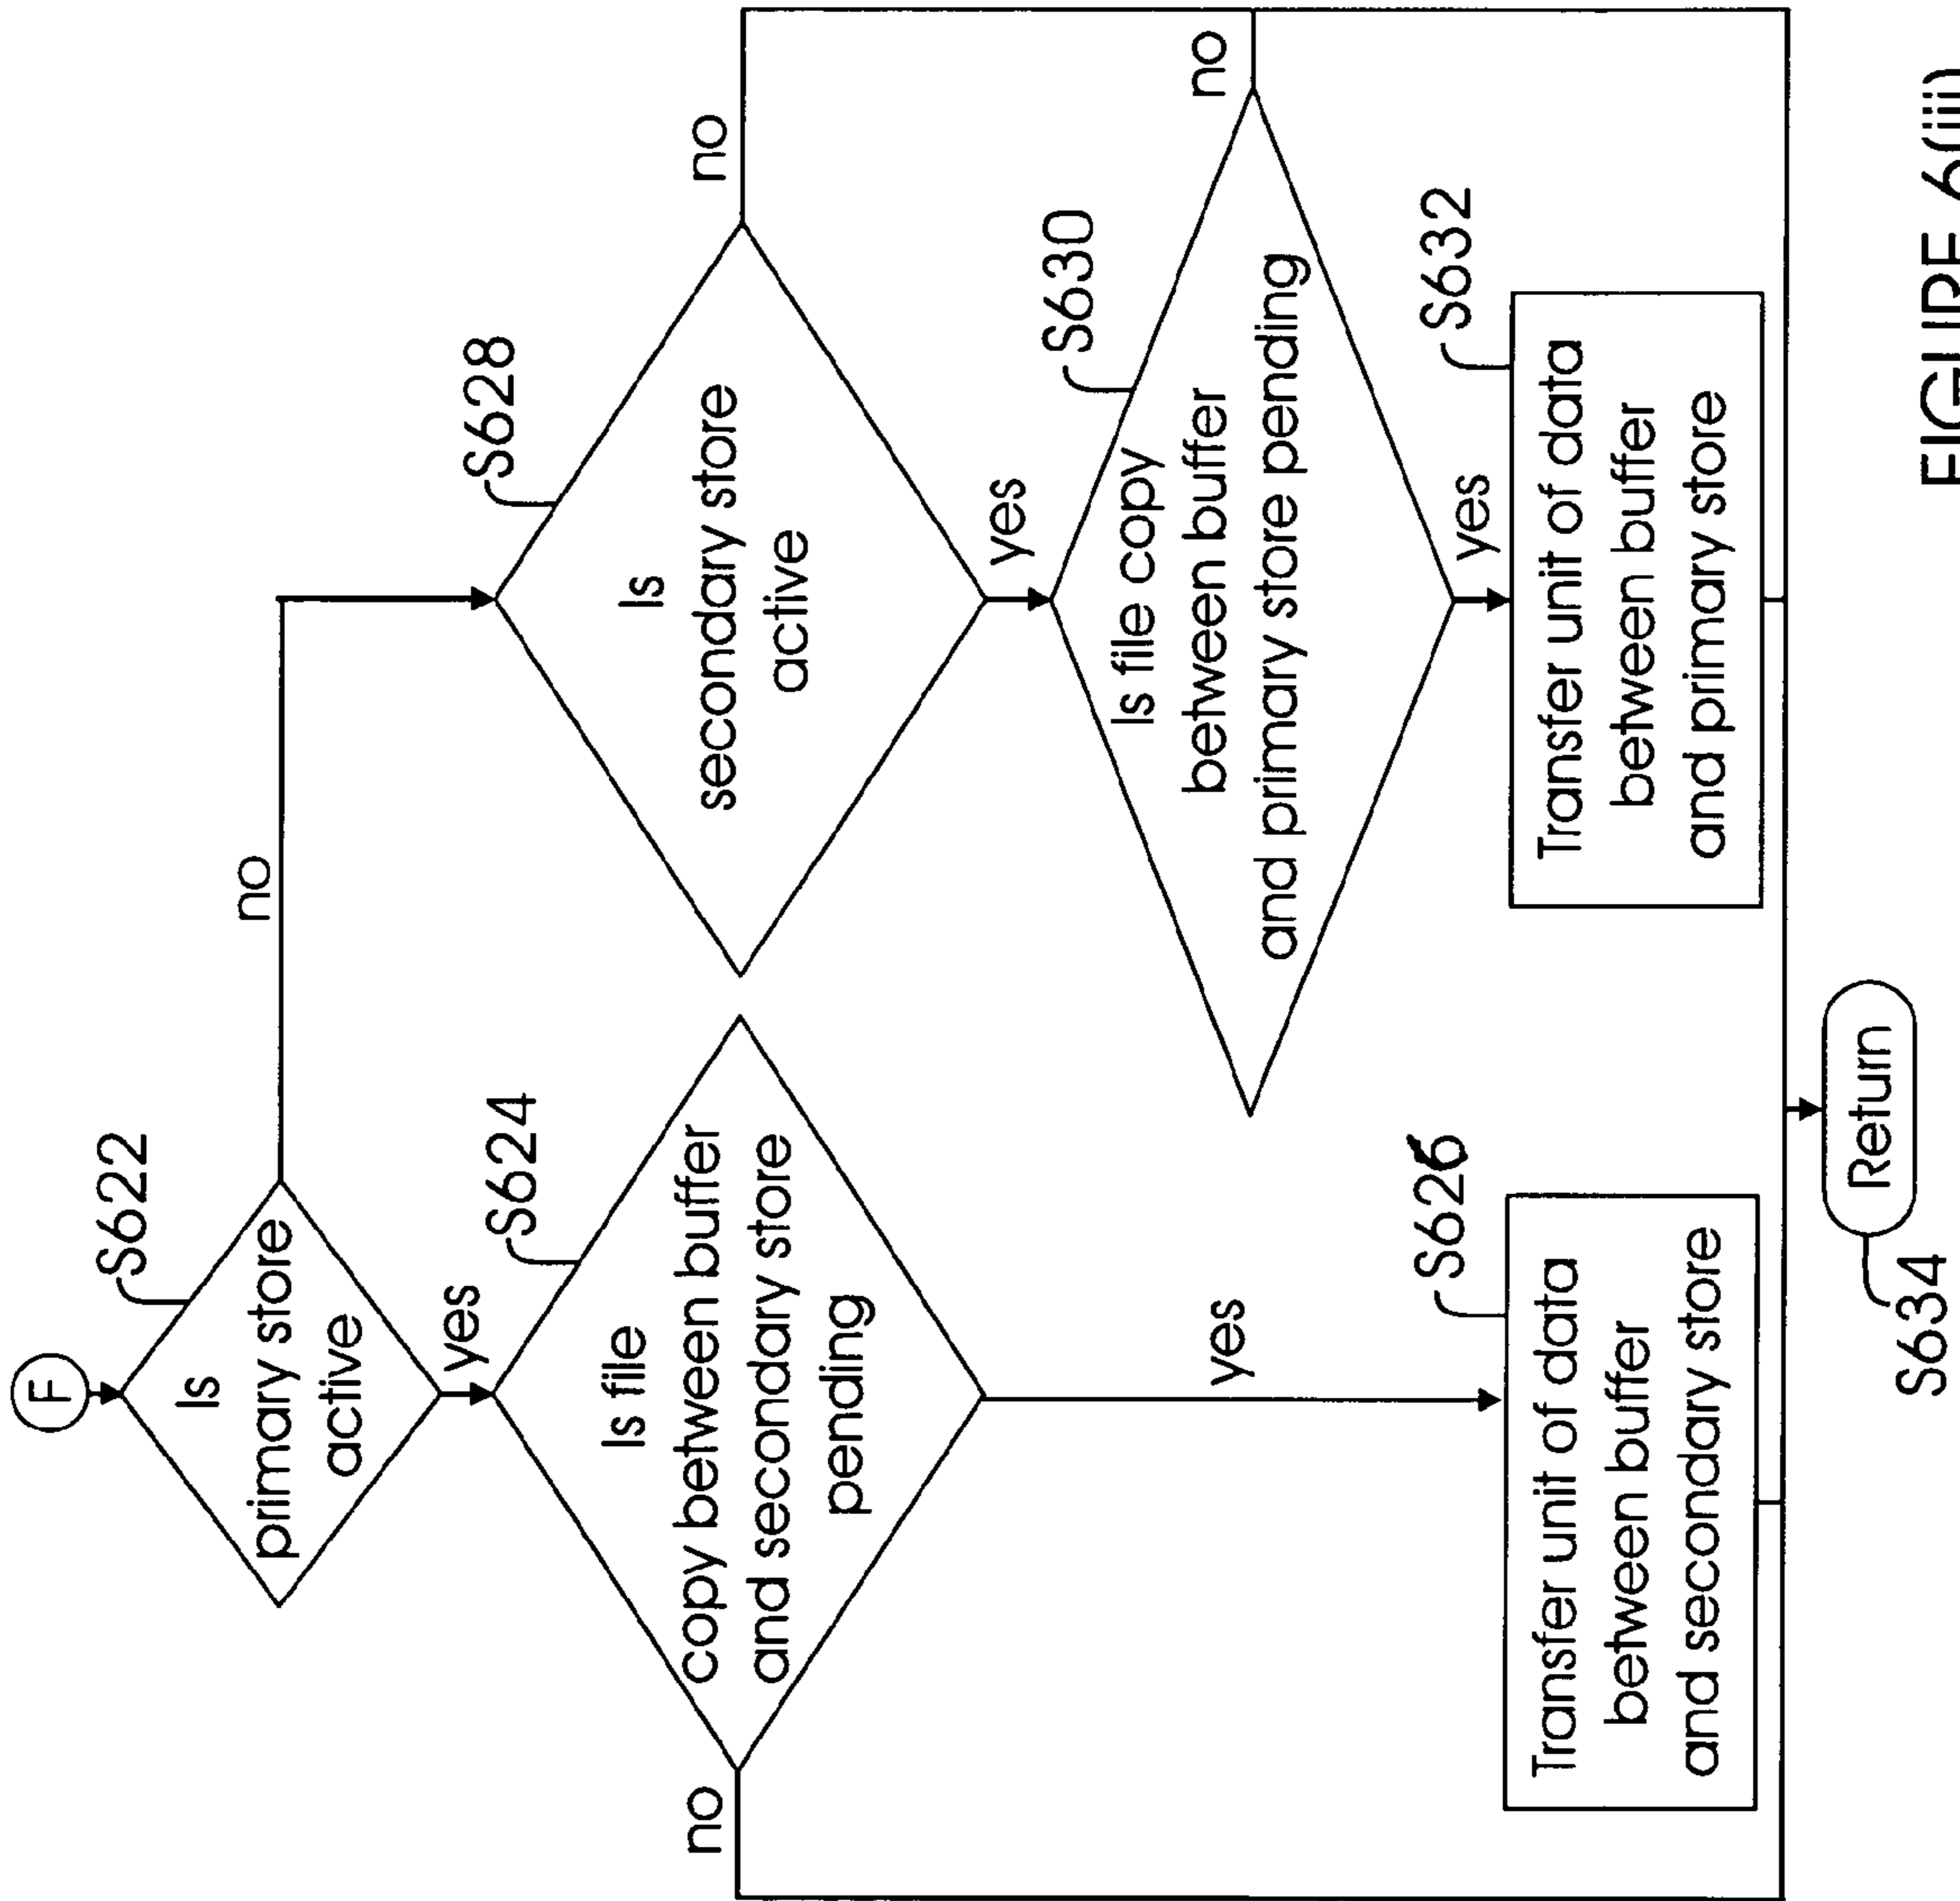 F
S622
Is
primary store
active
no
yes
S624
Is file
copy between buffer
and secondary store
pending
no
yes
S626
Transfer unit of data
between buffer
and secondary store
S628
Is
secondary store
active
no
yes
S630
Is file copy
between buffer
and primary store pending
no
yes
S632
Transfer unit of data
between buffer
and primary store
Return
S634
FIGURE 6(iii)